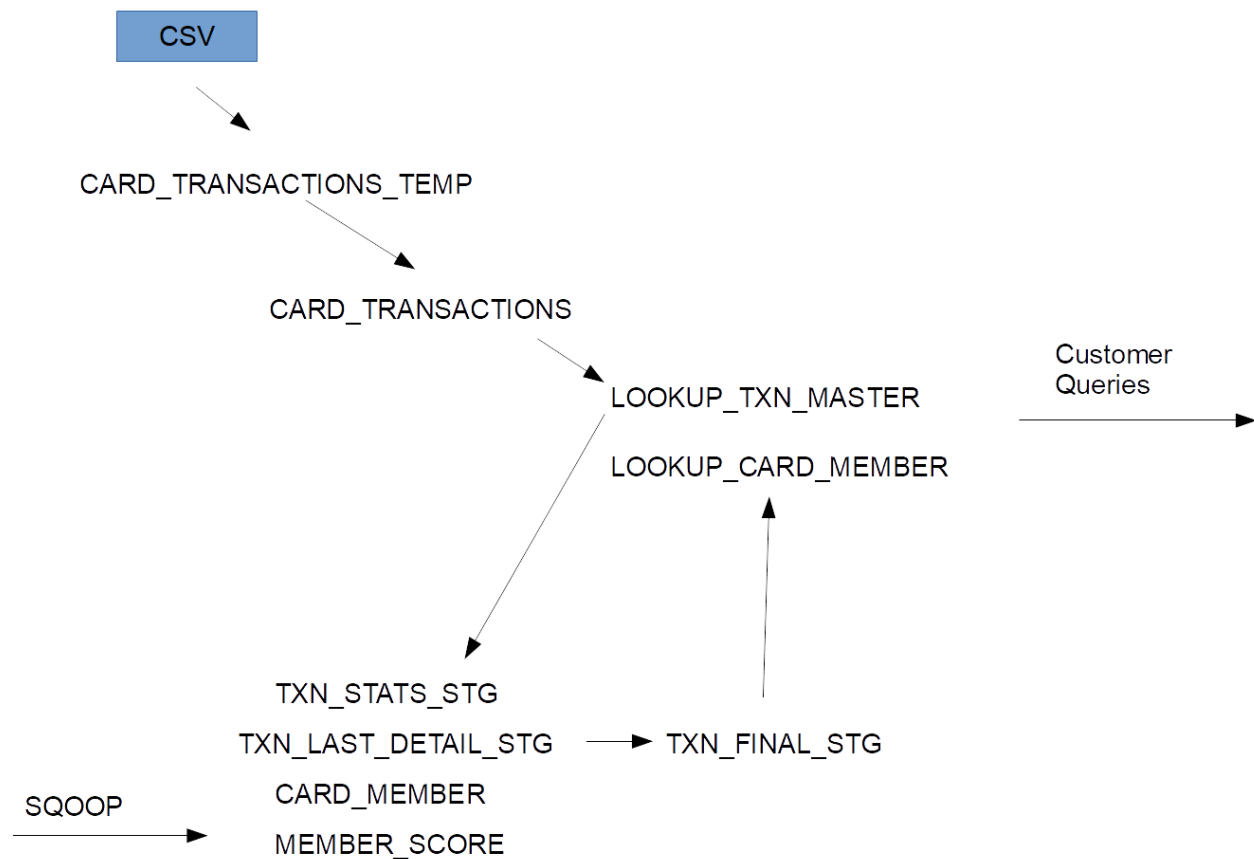 CSV
CARD_TRANSACTIONS_TEMP
CARD_TRANSACTIONS
Customer
Queries
LOOKUP_TXN_MASTER
LOOKUP_CARD_MEMBER
TXN_STATS_STG
TXN_LAST_DETAIL_STG
TXN_FINAL_STG
CARD_MEMBER
SQOOP
MEMBER_SCORE